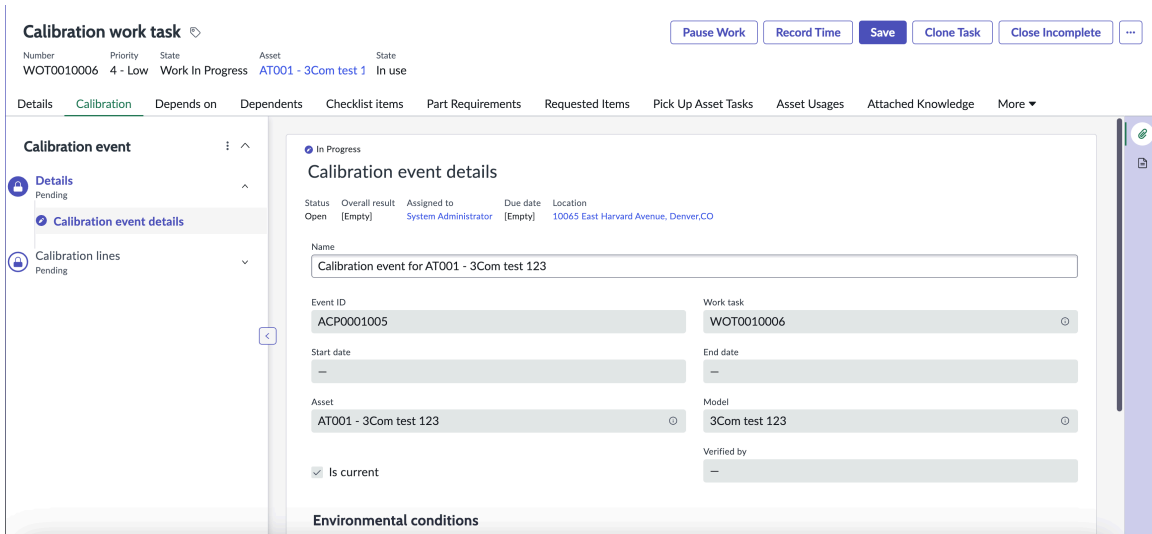 Calibration work task
Pause Work
Record Time
Save
Clone Task
Close Incomplete
Number
Priority
State
Asset
State
WOT0010006
4 - Low
Work In Progress
AT001 - 3Com test 1
In use
Details
Calibration
Depends on
Dependents
Checklist items
Part Requirements
Requested Items
Pick Up Asset Tasks
Asset Usages
Attached Knowledge
More
Calibration event
Details
Pending
Calibration event details
Calibration lines
Pending
In Progress
Calibration event details
Status
Overall result
Assigned to
Due date
Location
Open
[Empty]
System Administrator
[Empty]
10065 East Harvard Avenue, Denver,CO
Name
Calibration event for AT001 - 3Com test 123
Event ID
Work task
ACP0001005
WOT0010006
Start date
End date
—
—
Asset
Model
AT001 - 3Com test 123
3Com test 123
Verified by
Is current
—
Environmental conditions